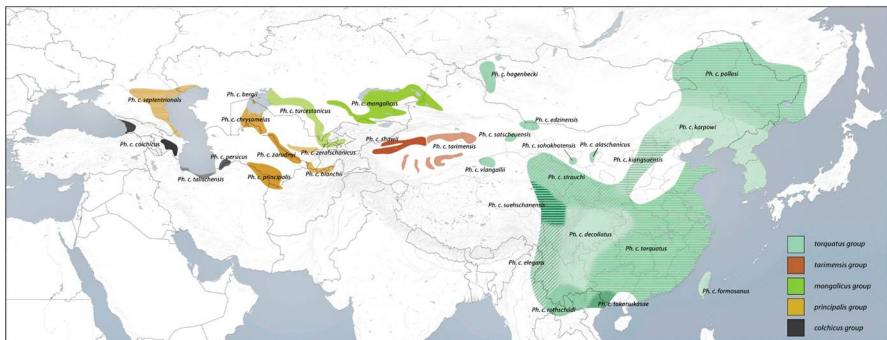 Ph. c. hagenbecki
Ph. c. pallasi
Ph. c. septentrionals
Ph. c. bergii
Ph. c. mongolicus
Ph. c. turcestanicus
Ph. c. chrysomelas
Ph. c. edzinensis
Ph. c. karpowi
Ph. c. satscheuensis
Ph. c. colchicus
Ph. c. shawii
Ph. c. tarimensis
Ph. c. sohokhotensis
Ph. c. alaschanicus
Ph. c. zerafschanicus
Ph. c. zarudnyi
Ph. c. persicus
Ph. c. kiangsuensis
Ph. c. vlangallii
Ph. c. bianchii
Ph. c. talischensis
Ph. c. principalis
Ph. c. strauchi
Ph. c. suehschanensis
Ph. c. decollatus
Ph. c. torquatus
Ph. c. elegans
Ph. c. formosanus
Ph. c. takatsukasae
Ph. c. rothschildi
torquatus group
tarimensis group
mongolicus group
principalis group
colchicus group